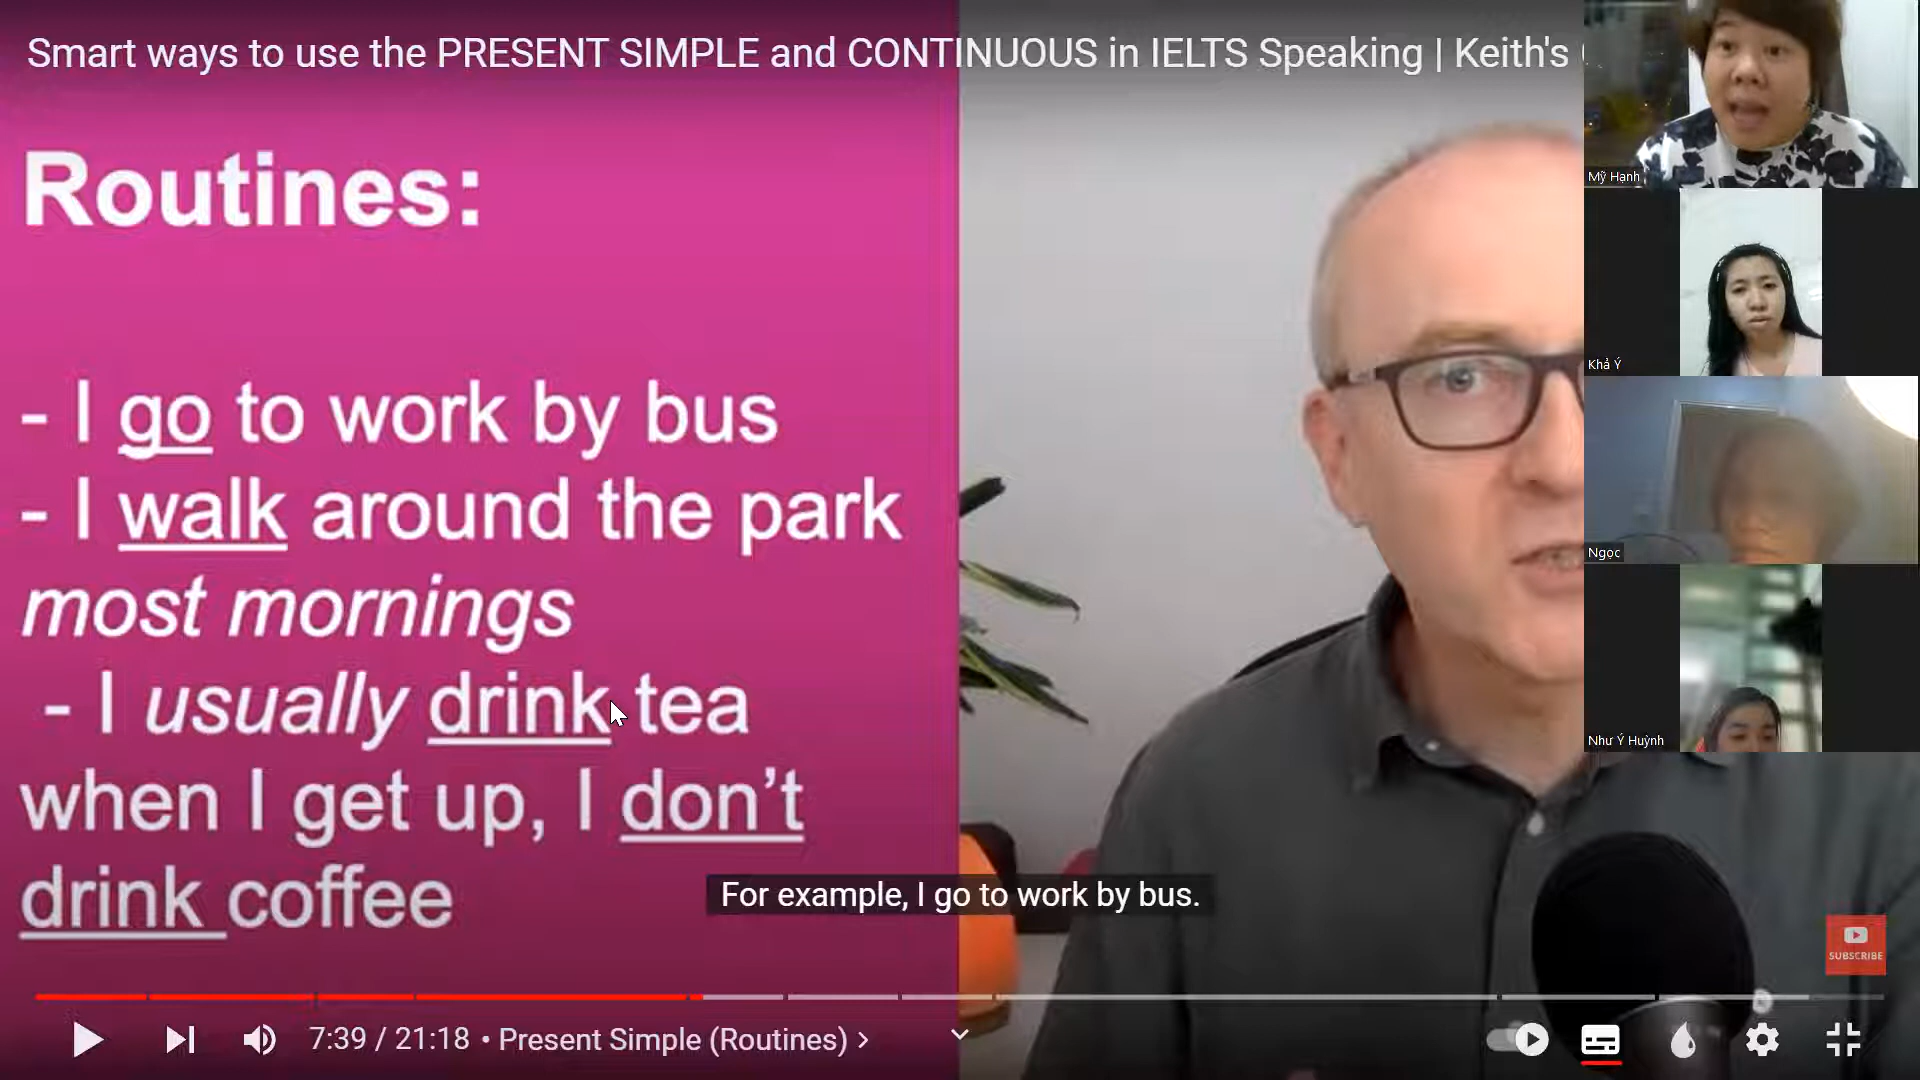 Smart ways to use the PRESENT SIMPLE and CONTINUOUS in IELTS Speaking | Keith's
Routines:
- I go to work by bus
- I walk around the park
most mornings
- I usually drink tea
when I get up, I don't
drink coffee
For example, I go to work by bus.
7:39 / 21:18 • Present Simple (Routines) >
SUBSCRIBE
Mỹ Hạnh
Khả Ý
Ngọc
Như Ý Huỳnh